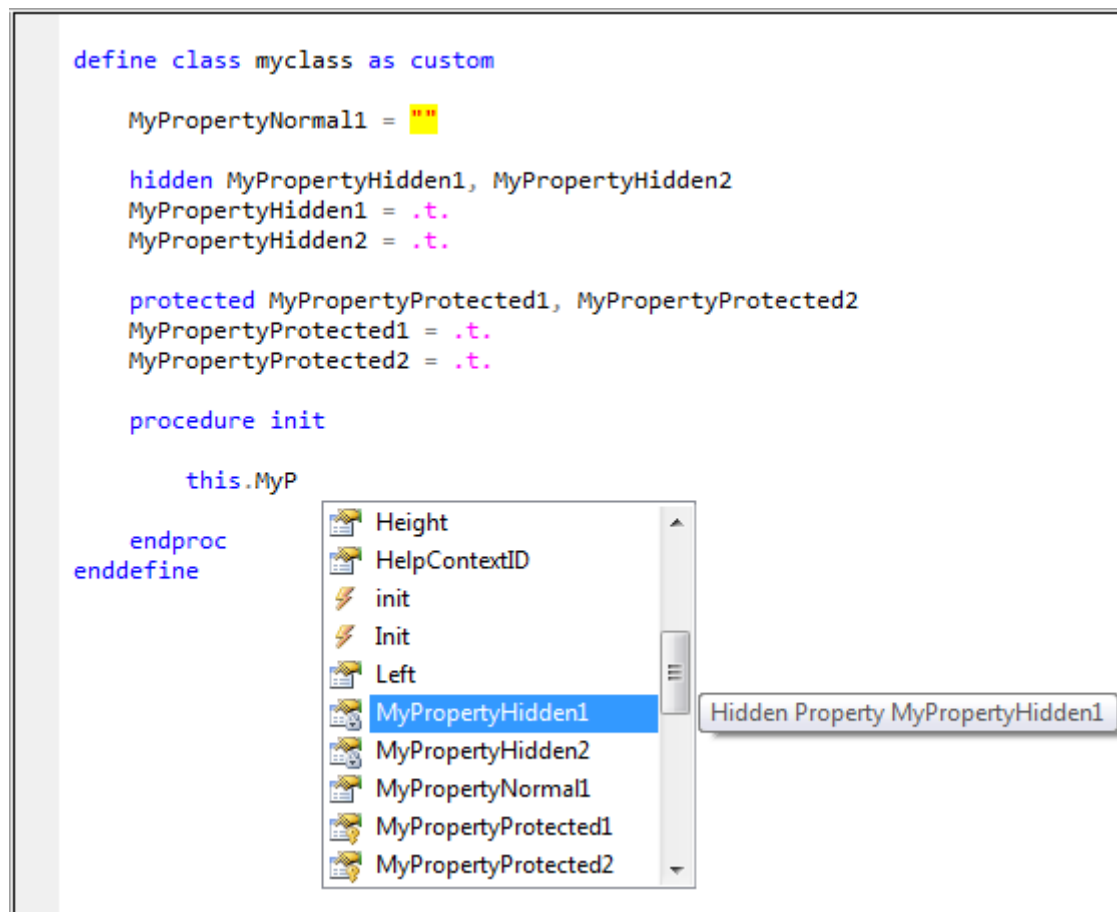 define class myclass as custom
MyPropertyNormal1 = ""
hidden MyPropertyHidden1, MyPropertyHidden2
MyPropertyHidden1 = .t.
MyPropertyHidden2 = .t.
protected MyPropertyProtected1, MyPropertyProtected2
MyPropertyProtected1 = .t.
MyPropertyProtected2 = .t.
procedure init
this.MyP
endproc
enddefine
Height
HelpContextID
init
Init
Left
MyPropertyHidden1
Hidden Property MyPropertyHidden1
MyPropertyHidden2
MyPropertyNormal1
MyPropertyProtected1
MyPropertyProtected2